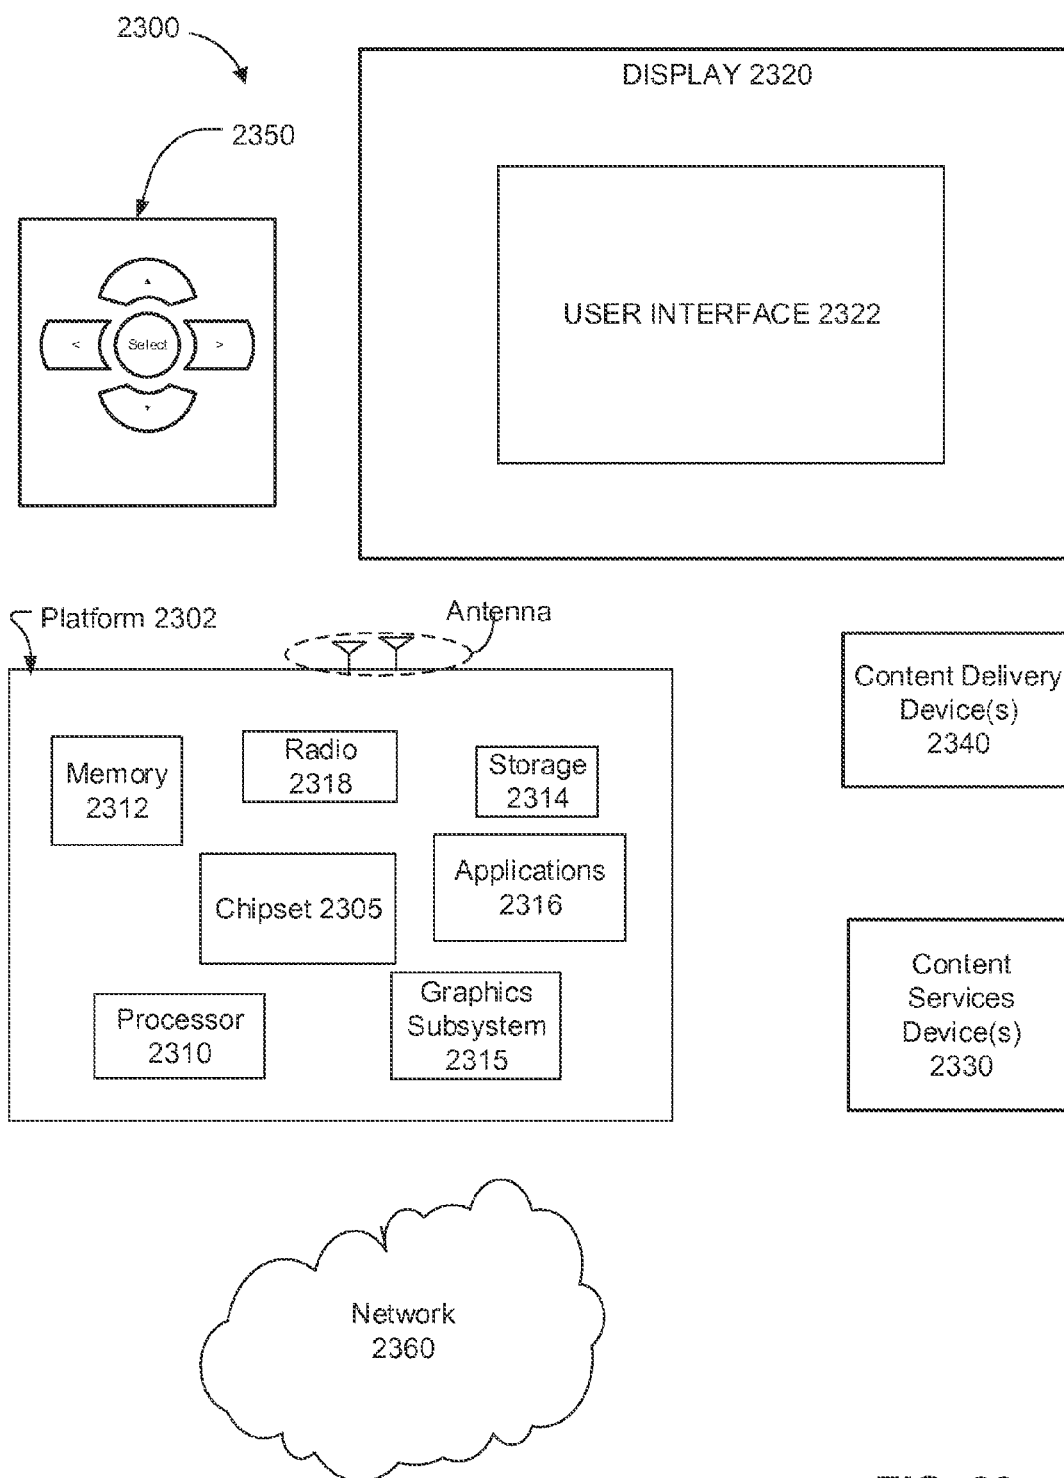 2300
2350
DISPLAY 2320
USER INTERFACE 2322
<
Select
>
Platform 2302
Antenna
Content Delivery
Device(s)
2340
Memory
2312
Radio
2318
Storage
2314
Chipset 2305
Applications
2316
Processor
2310
Graphics
Subsystem
2315
Content
Services
Device(s)
2330
Network
2360